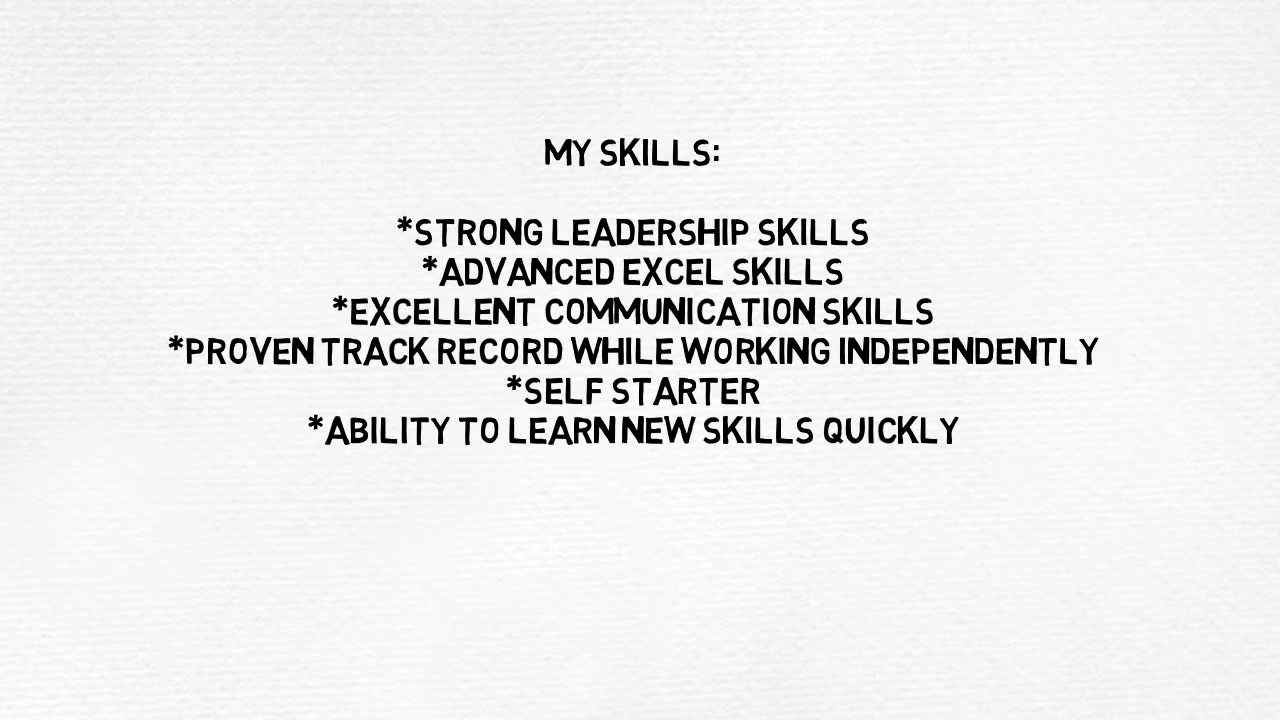 MY SKILLS:
*STRONG LEADERSHIP SKILLS
*ADVANCED EXCEL SKILLS
*EXCELLENT COMMUNICATION SKILLS
*PROVEN TRACK RECORD WHILE WORKING INDEPENDENTLY
*SELF STARTER
*ABILITY TO LEARN NEW SKILLS QUICKLY